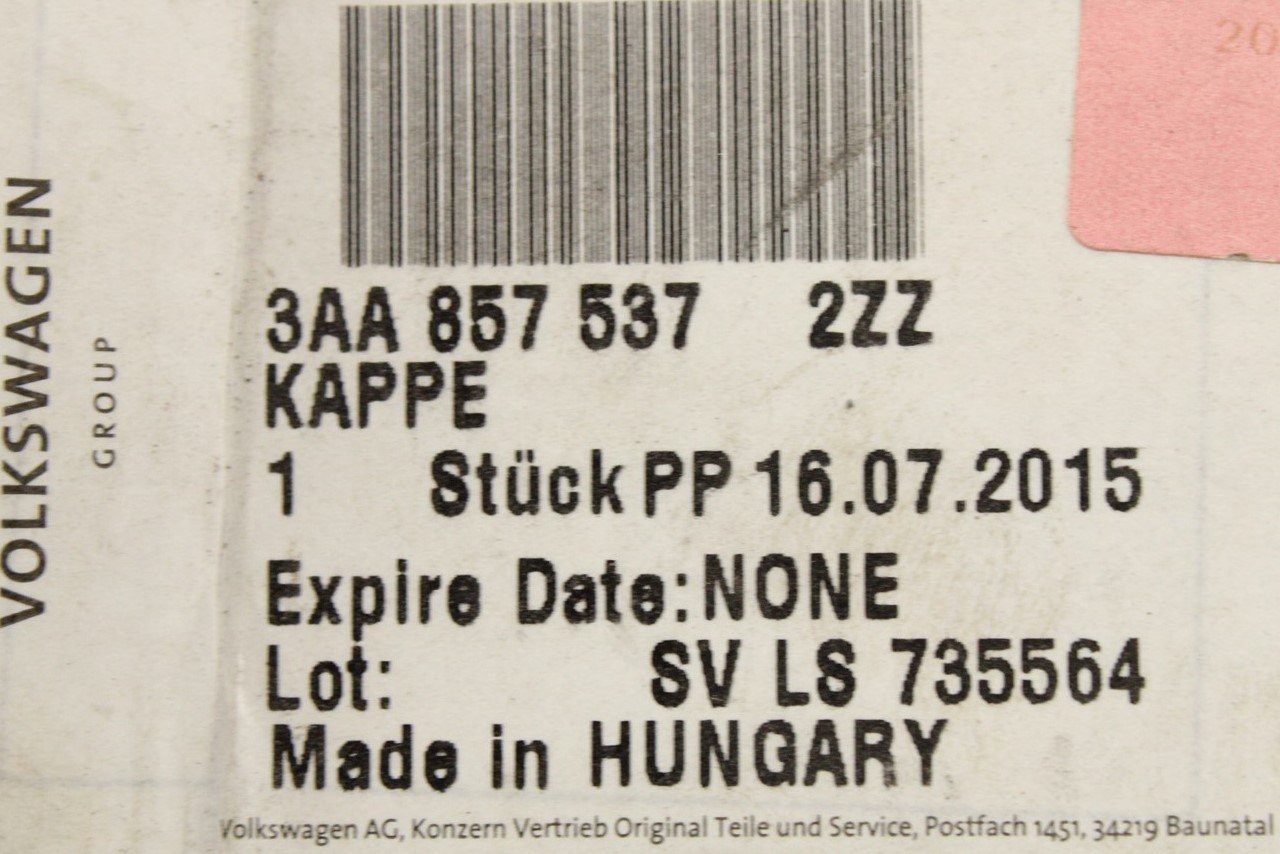 VOLKSWAGEN
GROUP
20
3AA 857 537 2ZZ
KAPPE
1 Stück PP 16.07.2015
Expire Date: NONE
Lot: SV LS 735564
Made in HUNGARY
Volkswagen AG, Konzern Vertrieb Original Teile und Service, Postfach 1451, 34219 Baunatal